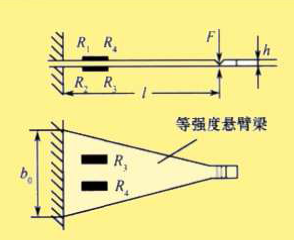 R₁ R₄ F h
R₂ R₃ l
等强度悬臂梁
b₀
R₃
R₄